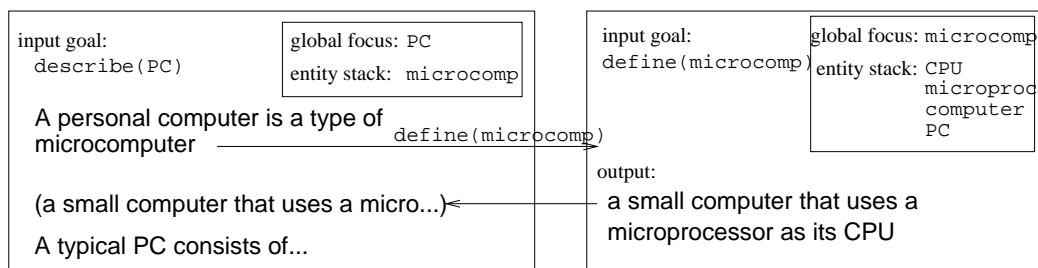 input goal:
describe(PC)
global focus: PC
entity stack: microcomp
A personal computer is a type of
microcomputer
define(microcomp)
(a small computer that uses a micro...)
A typical PC consists of...
input goal:
define(microcomp)
global focus: microcomp
entity stack: CPU
microproc
computer
PC
output:
a small computer that uses a
microprocessor as its CPU